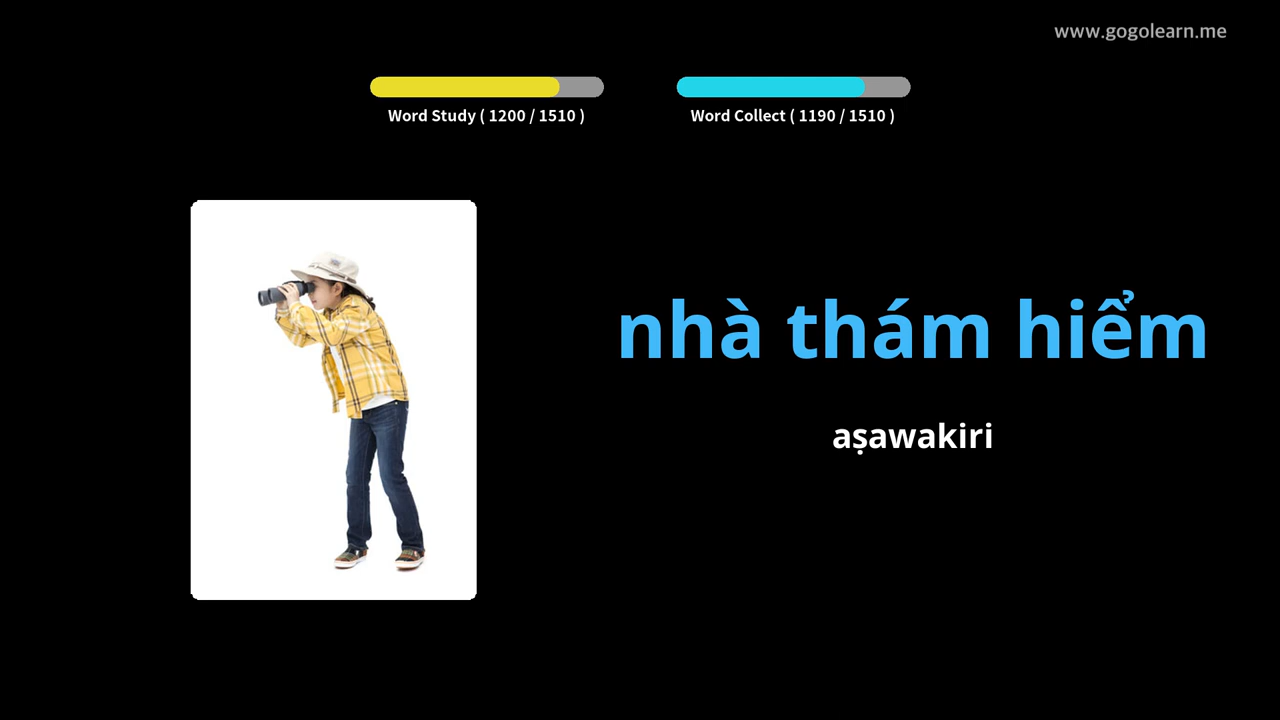 www.gogolearn.me
Word Study ( 1200 / 1510 )
Word Collect ( 1190 / 1510 )
nhà thám hiểm
aṣawakiri